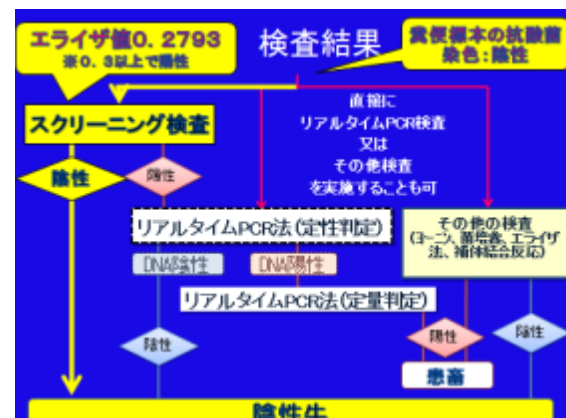 エライザ値0.2793
※0.3以上で陽性
検査結果
糞便標本の抗酸菌
染色:陰性
直接に
リアルタイムPCR検査
又は
その他検査
を実施することも可
スクリーニング検査
陰性
陽性
リアルタイムPCR法(定性判定)
その他の検査
(ヨーニン、菌培養、エライザ
法、補体結合反応)
DNA陰性
DNA陽性
リアルタイムPCR法(定量判定)
陰性
陽性
陰性
患畜
陰性牛